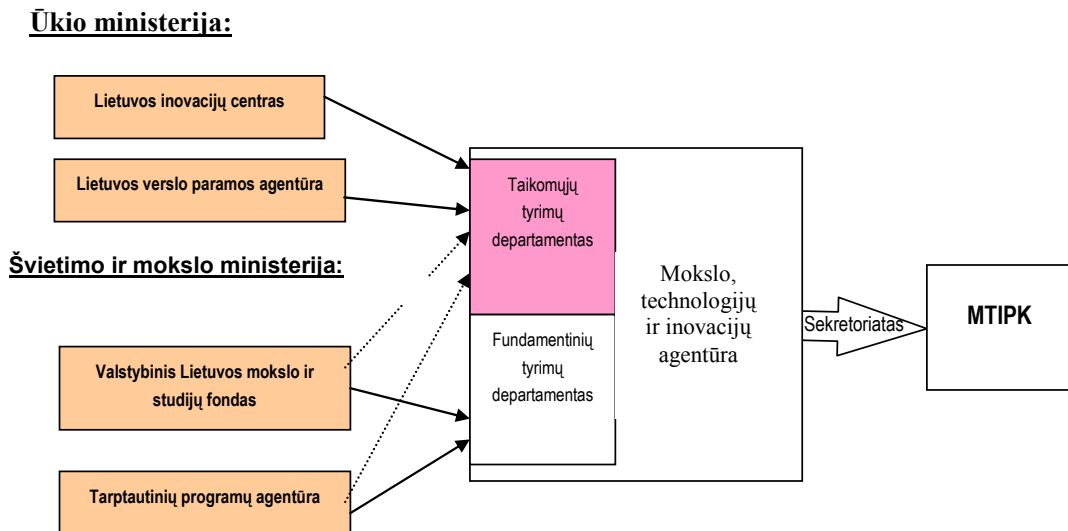 Ūkio ministerija:
Lietuvos inovacijų centras
Lietuvos verslo paramos agentūra
Švietimo ir mokslo ministerija:
Valstybinis Lietuvos mokslo ir
studijų fondas
Tarptautinių programų agentūra
Taikomųjų
tyrimų
departamentas
Fundamentinių
tyrimų
departamentas
Mokslo,
technologijų
ir inovacijų
agentūra
Sekretoriatas
MTIPK